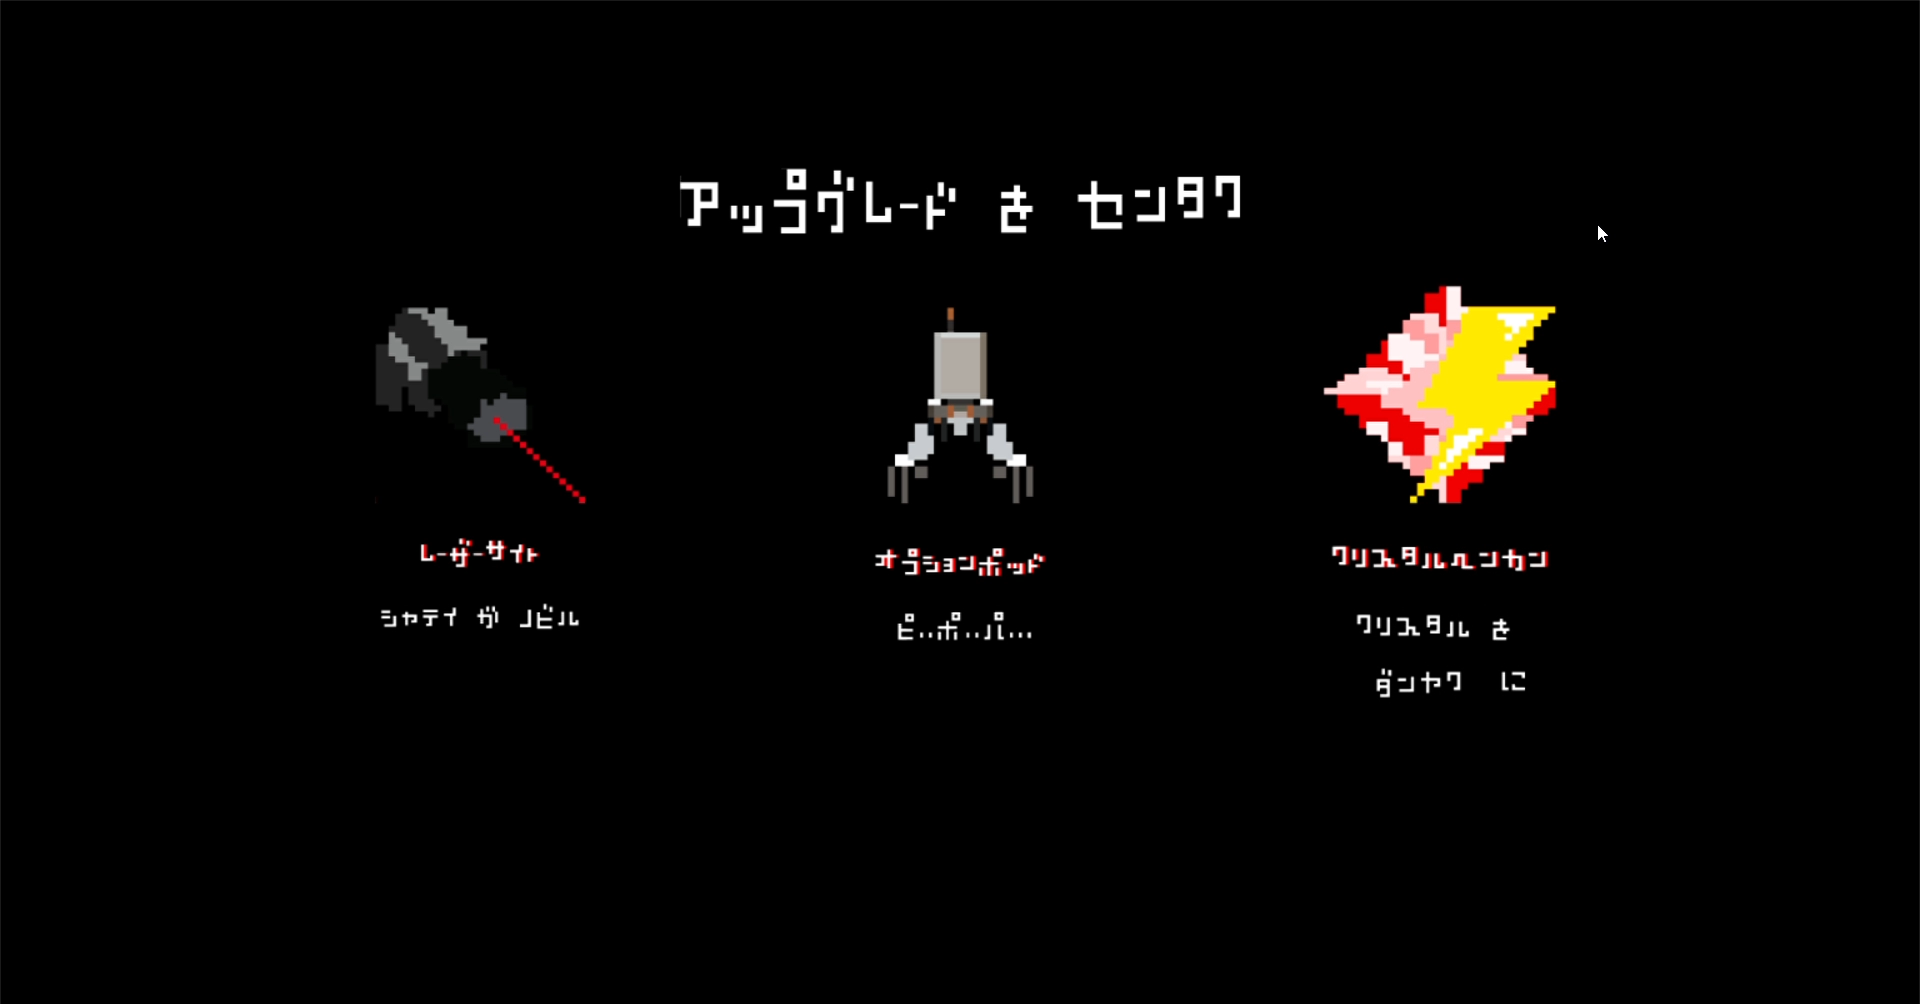 アップグレード を センタク
レーザーサイト
シャテイ が ノビル
オプションポッド
ピ..ポ..パ...
クリスタルヘンカン
クリスタル を
ダンヤク に